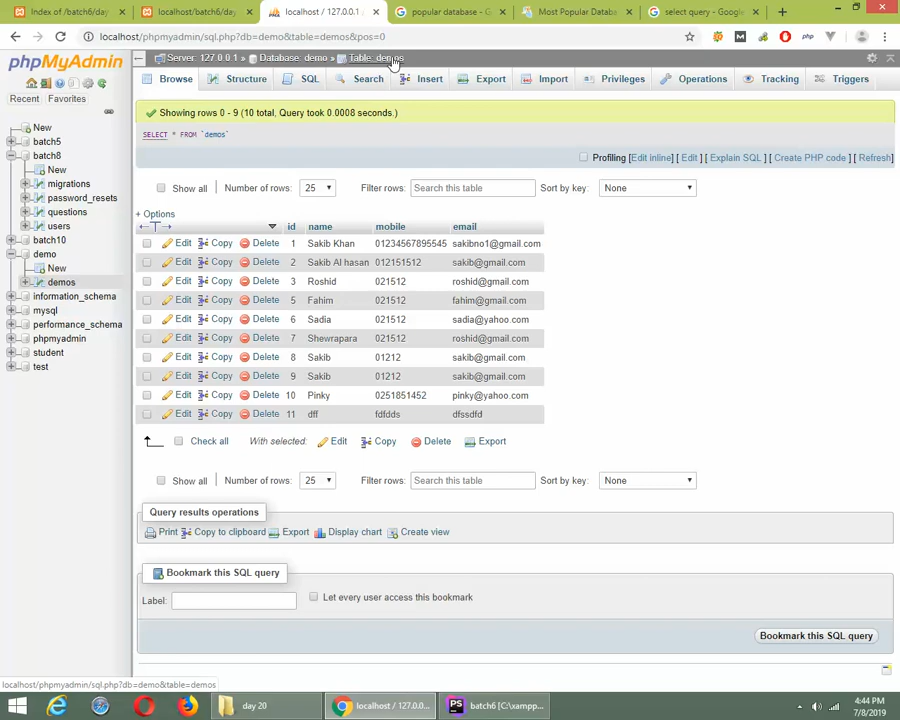 Index of /batch6/day
localhost/batch6/day
localhost / 127.0.0.1
popular database - G
Most Popular Databa
select query - Google
localhost/phpmyadmin/sql.php?db=demo&table=demos&pos=0
phpMyAdmin
Server: 127.0.0.1 » Database: demo » Table: demos
Browse Structure SQL Search Insert Export Import Privileges Operations Tracking Triggers
Recent Favorites
New
batch5
batch8
New
migrations
password_resets
questions
users
batch10
demo
New
demos
information_schema
mysql
performance_schema
phpmyadmin
student
test
Showing rows 0 - 9 (10 total, Query took 0.0008 seconds.)
SELECT * FROM `demos`
Profiling [Edit inline] [ Edit ] [ Explain SQL ] [ Create PHP code ] [ Refresh]
Show all Number of rows: 25 Filter rows: Search this table Sort by key: None
+ Options
←T→ id name mobile email
Edit Copy Delete 1 Sakib Khan 01234567895545 sakibno1@gmail.com
Edit Copy Delete 2 Sakib Al hasan 012151512 sakib@gmail.com
Edit Copy Delete 3 Roshid 021512 roshid@gmail.com
Edit Copy Delete 5 Fahim 021512 fahim@gmail.com
Edit Copy Delete 6 Sadia 021512 sadia@yahoo.com
Edit Copy Delete 7 Shewrapara 021512 roshid@gmail.com
Edit Copy Delete 8 Sakib 01212 sakib@gmail.com
Edit Copy Delete 9 Sakib 01212 sakib@gmail.com
Edit Copy Delete 10 Pinky 0251851452 pinky@yahoo.com
Edit Copy Delete 11 dff fdfdds dfssdfd
Check all With selected: Edit Copy Delete Export
Show all Number of rows: 25 Filter rows: Search this table Sort by key: None
Query results operations
Print Copy to clipboard Export Display chart Create view
Bookmark this SQL query
Label: Let every user access this bookmark
Bookmark this SQL query
localhost/phpmyadmin/sql.php?db=demo&table=demos
day 20
localhost / 127.0.0...
PS
batch6 [C:\xampp...
4:44 PM
7/8/2019